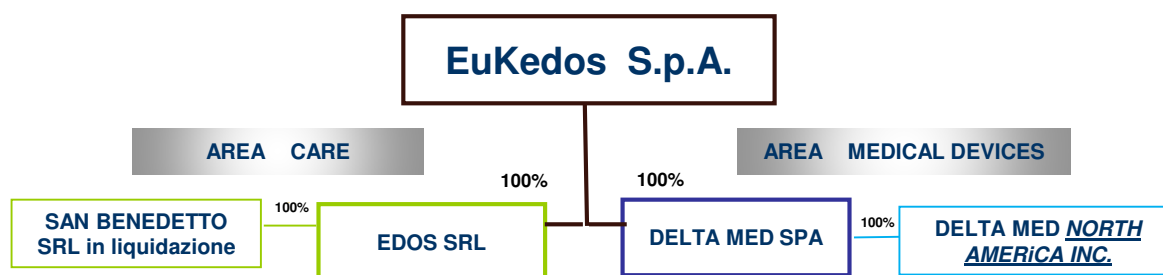 EuKedos S.p.A.
AREA CARE
AREA MEDICAL DEVICES
100%
100%
SAN BENEDETTO
SRL in liquidazione
100%
EDOS SRL
DELTA MED SPA
100%
DELTA MED NORTH
AMERiCA INC.